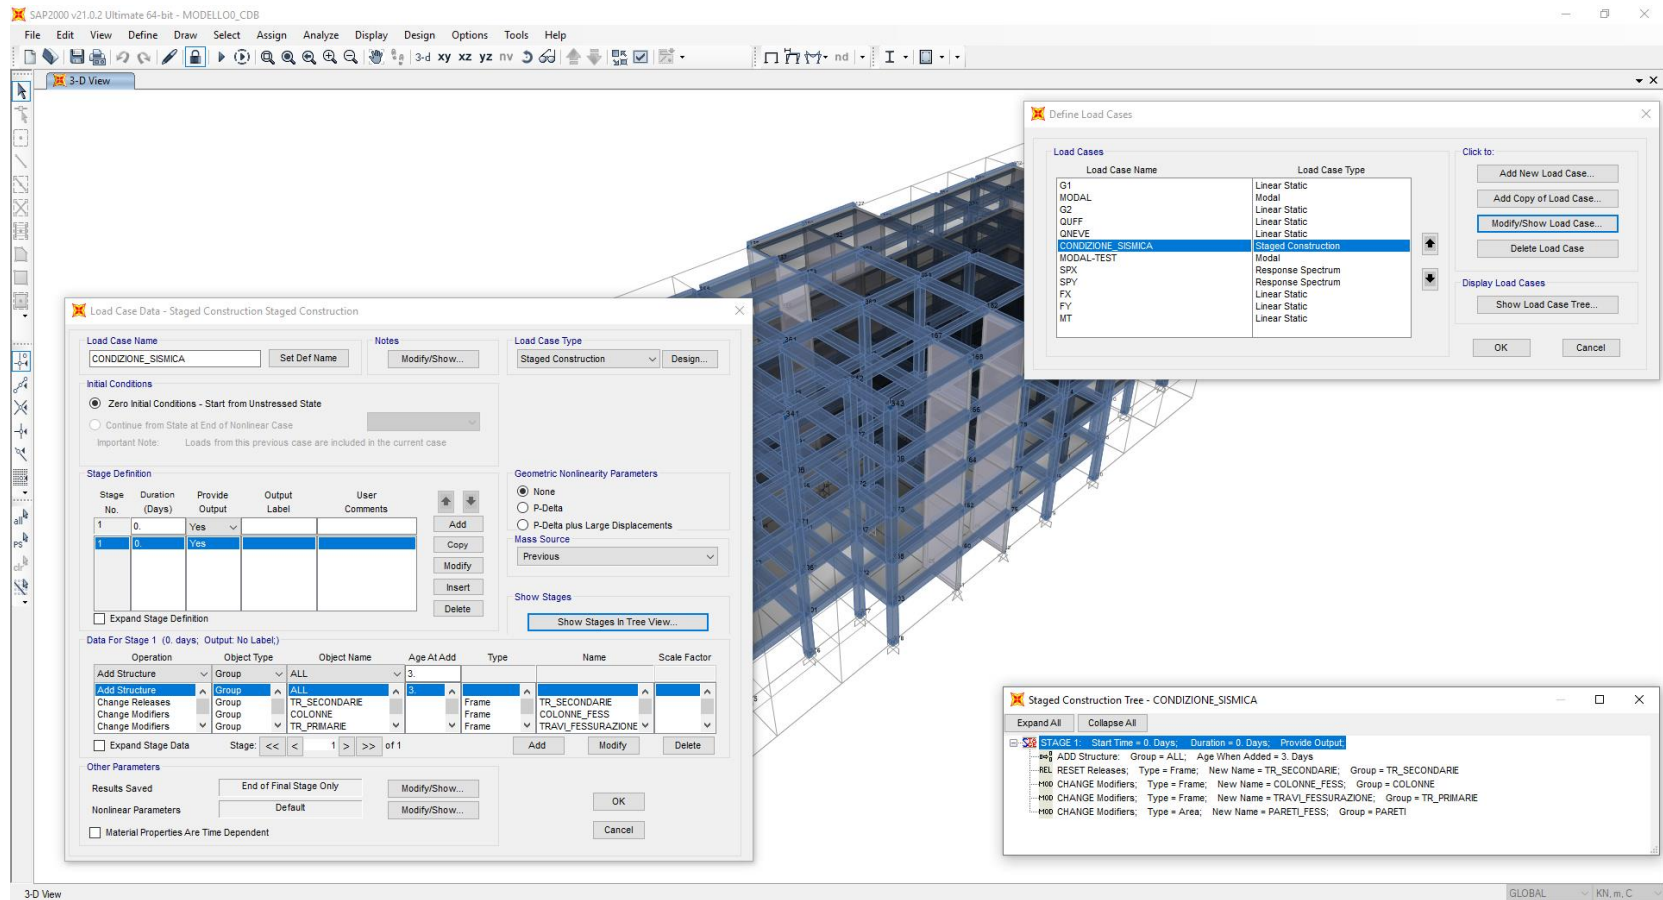 SAP2000 v21.0.2 Ultimate 64-bit - MODELLO0_CDB
File Edit View Define Draw Select Assign Analyze Display Design Options Tools Help
3-d xy xz yz nv nd
3-D View
Define Load Cases
Load Cases
Load Case Name Load Case Type
G1 Linear Static
MODAL Modal
G2 Linear Static
QUFF Linear Static
QNEVE Linear Static
CONDIZIONE_SISMICA Staged Construction
MODAL-TEST Modal
SPX Response Spectrum
SPY Response Spectrum
FX Linear Static
FY Linear Static
MT Linear Static
Click to:
Add New Load Case...
Add Copy of Load Case...
Modify/Show Load Case...
Delete Load Case
Display Load Cases
Show Load Case Tree...
OK Cancel
Load Case Data - Staged Construction Staged Construction
Load Case Name
CONDIZIONE_SISMICA Set Def Name
Notes
Modify/Show...
Load Case Type
Staged Construction Design...
Initial Conditions
Zero Initial Conditions - Start from Unstressed State
Continue from State at End of Nonlinear Case
Important Note: Loads from this previous case are included in the current case
Stage Definition
Stage No. Duration (Days) Provide Output Output Label User Comments
1 0. Yes
1 0. Yes
Add
Copy
Modify
Insert
Delete
Expand Stage Definition
Geometric Nonlinearity Parameters
None
P-Delta
P-Delta plus Large Displacements
Mass Source
Previous
Show Stages
Show Stages In Tree View...
Data For Stage 1 (0. days; Output: No Label;)
Operation Object Type Object Name Age At Add Type Name Scale Factor
Add Structure Group ALL 3.
Add Structure Group ALL 3.
Change Releases Group TR_SECONDARIE Frame TR_SECONDARIE
Change Modifiers Group COLONNE Frame COLONNE_FESS
Change Modifiers Group TR_PRIMARIE Frame TRAVI_FESSURAZIONE
Expand Stage Data Stage: << < 1 > >> of 1 Add Modify Delete
Other Parameters
Results Saved End of Final Stage Only Modify/Show...
Nonlinear Parameters Default Modify/Show...
Material Properties Are Time Dependent
OK
Cancel
Staged Construction Tree - CONDIZIONE_SISMICA
Expand All Collapse All
STAGE 1: Start Time = 0. Days; Duration = 0. Days; Provide Output;
ADD Structure: Group = ALL; Age When Added = 3. Days
REL RESET Releases; Type = Frame; New Name = TR_SECONDARIE; Group = TR_SECONDARIE
MOD CHANGE Modifiers; Type = Frame; New Name = COLONNE_FESS; Group = COLONNE
MOD CHANGE Modifiers; Type = Frame; New Name = TRAVI_FESSURAZIONE; Group = TR_PRIMARIE
MOD CHANGE Modifiers; Type = Area; New Name = PARETI_FESS; Group = PARETI
all
PS
clr
3-D View
GLOBAL KN, m, C